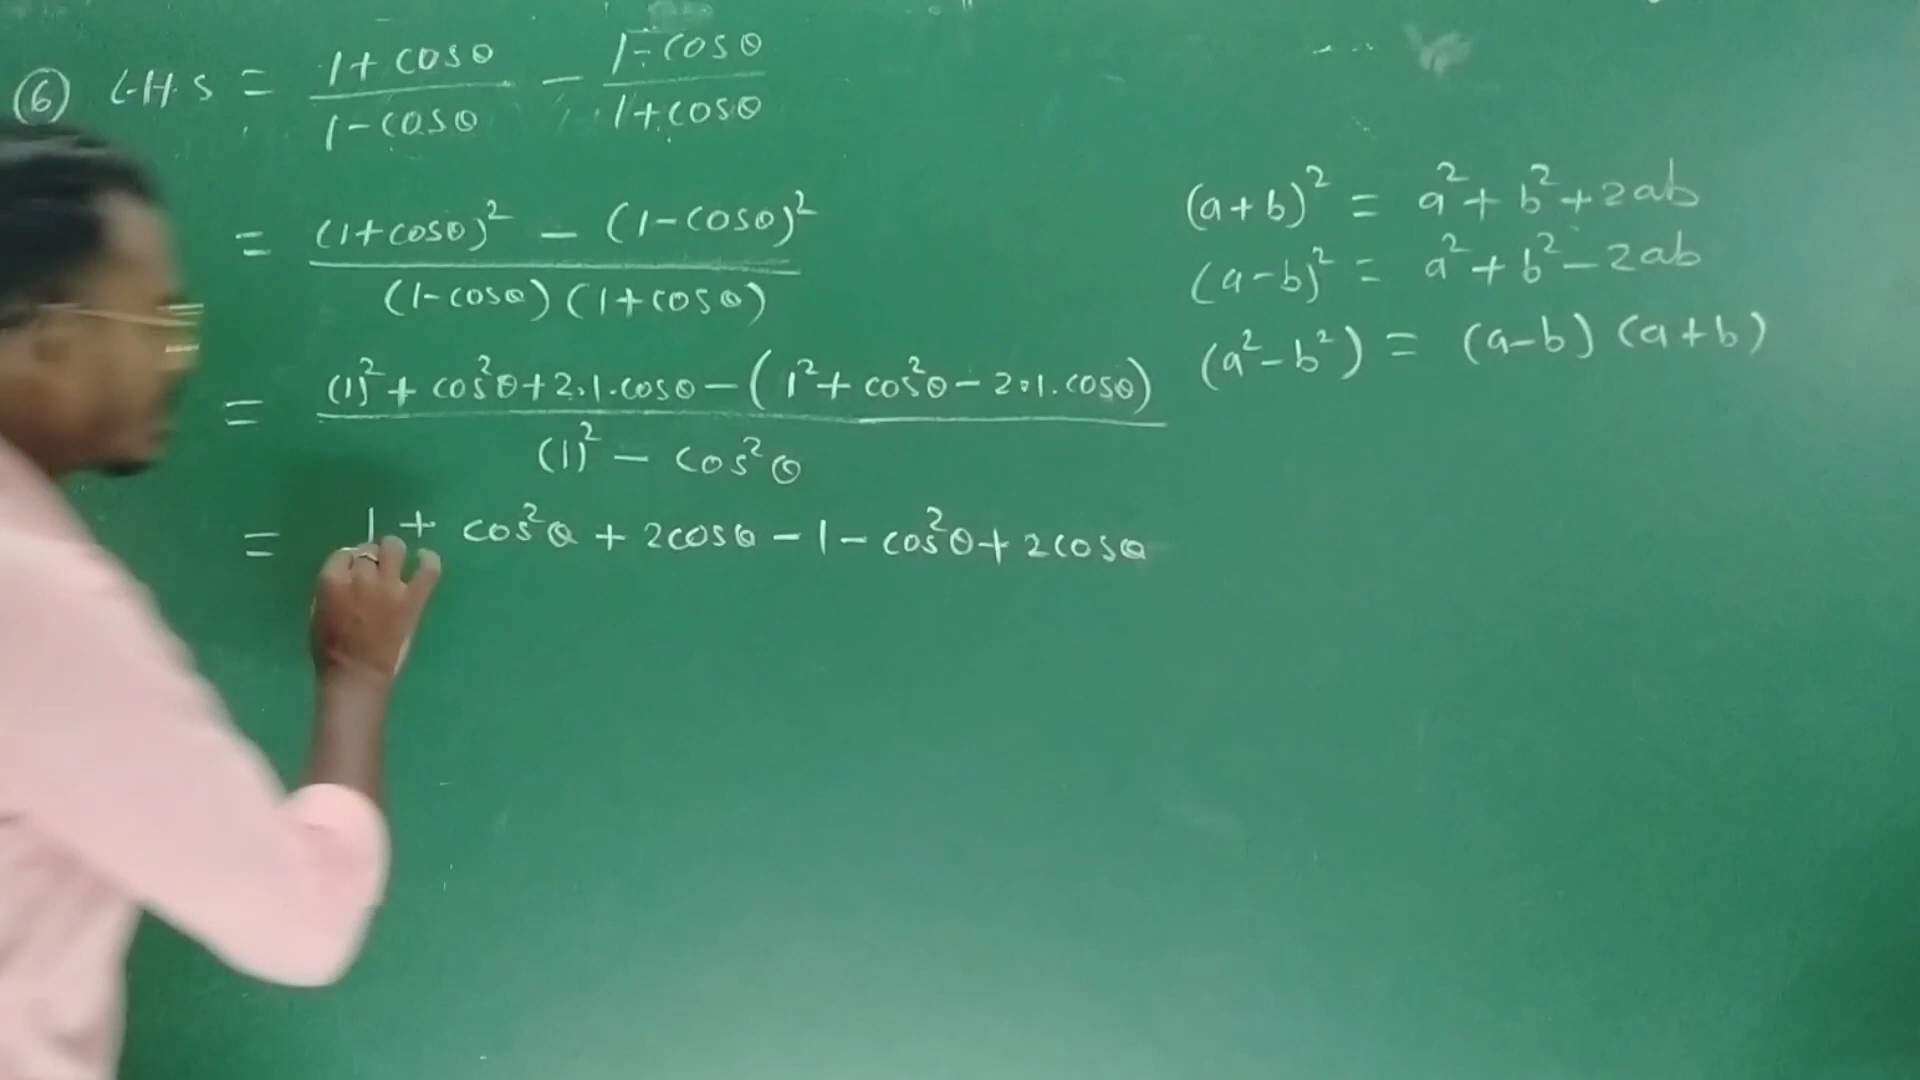 ⑥ L.H.S = (1+cosθ)/(1-cosθ) - (1-cosθ)/(1+cosθ)
= ((1+cosθ)² - (1-cosθ)²)/((1-cosθ)(1+cosθ))
= ((1)² + cos²θ+2.1.cosθ - (1²+cos²θ-2.1.cosθ))/((1)² - cos²θ)
= 1 + cos²θ + 2cosθ - 1 - cos²θ + 2cosθ
(a+b)² = a²+b²+2ab
(a-b)² = a²+b²-2ab
(a²-b²) = (a-b)(a+b)